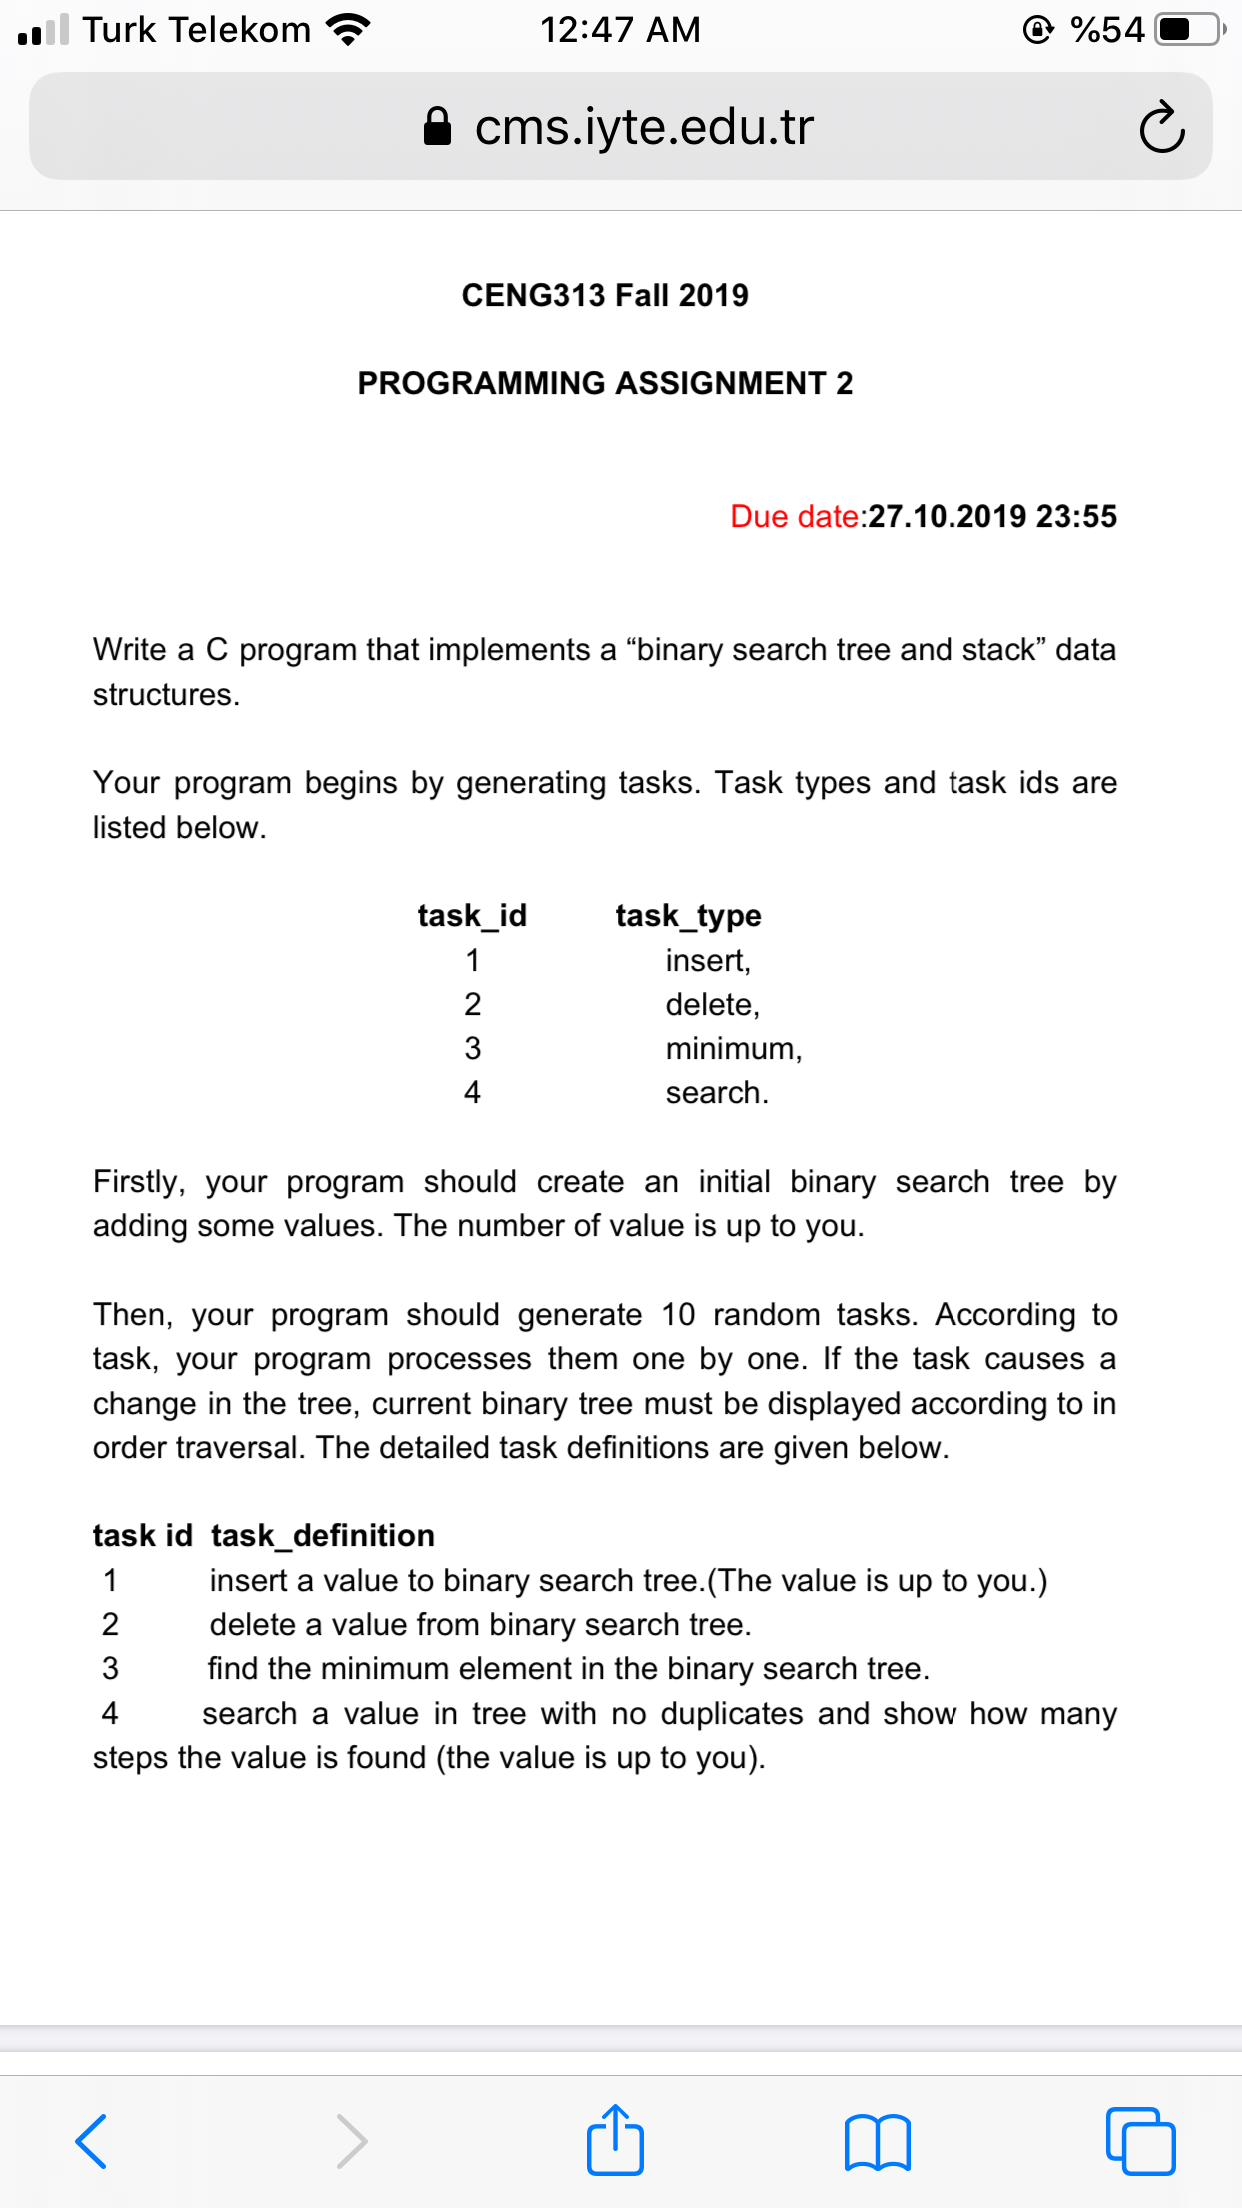 Turk Telekom 12:47 AM %54
cms.iyte.edu.tr
CENG313 Fall 2019
PROGRAMMING ASSIGNMENT 2
Due date:27.10.2019 23:55
Write a C program that implements a “binary search tree and stack” data
structures.
Your program begins by generating tasks. Task types and task ids are
listed below.
task_id task_type
1 insert,
2 delete,
3 minimum,
4 search.
Firstly, your program should create an initial binary search tree by
adding some values. The number of value is up to you.
Then, your program should generate 10 random tasks. According to
task, your program processes them one by one. If the task causes a
change in the tree, current binary tree must be displayed according to in
order traversal. The detailed task definitions are given below.
task id task_definition
1 insert a value to binary search tree.(The value is up to you.)
2 delete a value from binary search tree.
3 find the minimum element in the binary search tree.
4 search a value in tree with no duplicates and show how many
steps the value is found (the value is up to you).